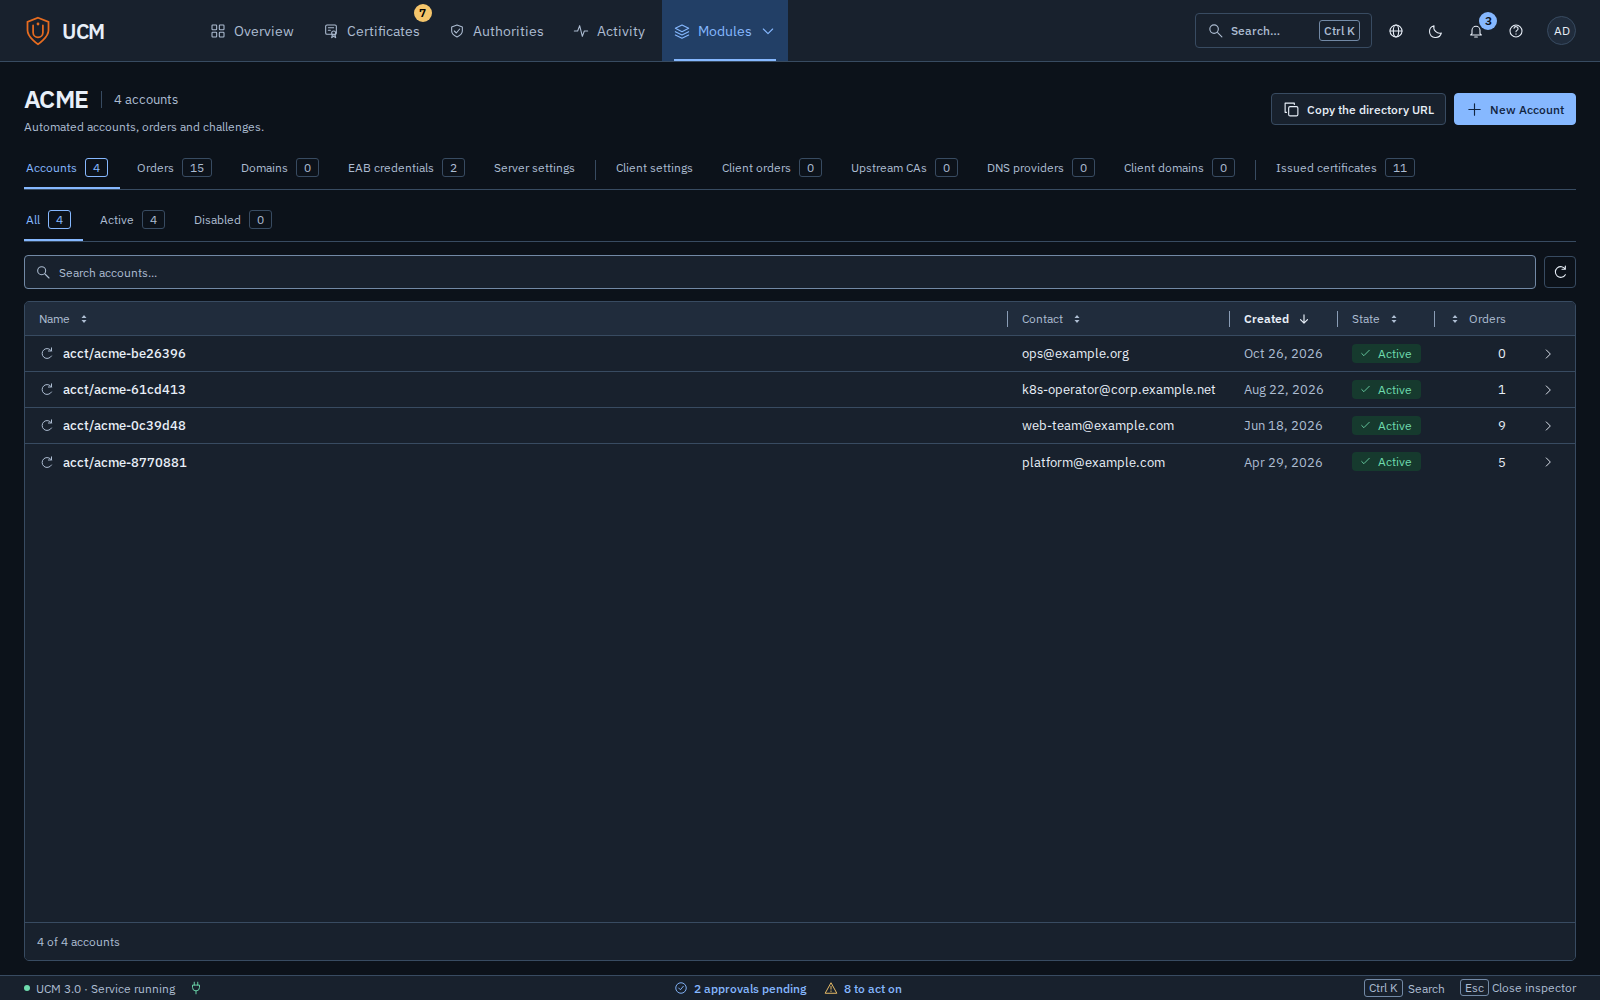 UCM
Overview
Certificates
7
Authorities
Activity
Modules
Search...
Ctrl K
3
AD
ACME
4 accounts
Automated accounts, orders and challenges.
Copy the directory URL
New Account
Accounts 4
Orders 15
Domains 0
EAB credentials 2
Server settings
Client settings
Client orders 0
Upstream CAs 0
DNS providers 0
Client domains 0
Issued certificates 11
All 4
Active 4
Disabled 0
Search accounts...
Name Contact Created State Orders
acct/acme-be26396 ops@example.org Oct 26, 2026 Active 0
acct/acme-61cd413 k8s-operator@corp.example.net Aug 22, 2026 Active 1
acct/acme-0c39d48 web-team@example.com Jun 18, 2026 Active 9
acct/acme-8770881 platform@example.com Apr 29, 2026 Active 5
4 of 4 accounts
UCM 3.0 · Service running
2 approvals pending
8 to act on
Ctrl K Search
Esc Close inspector